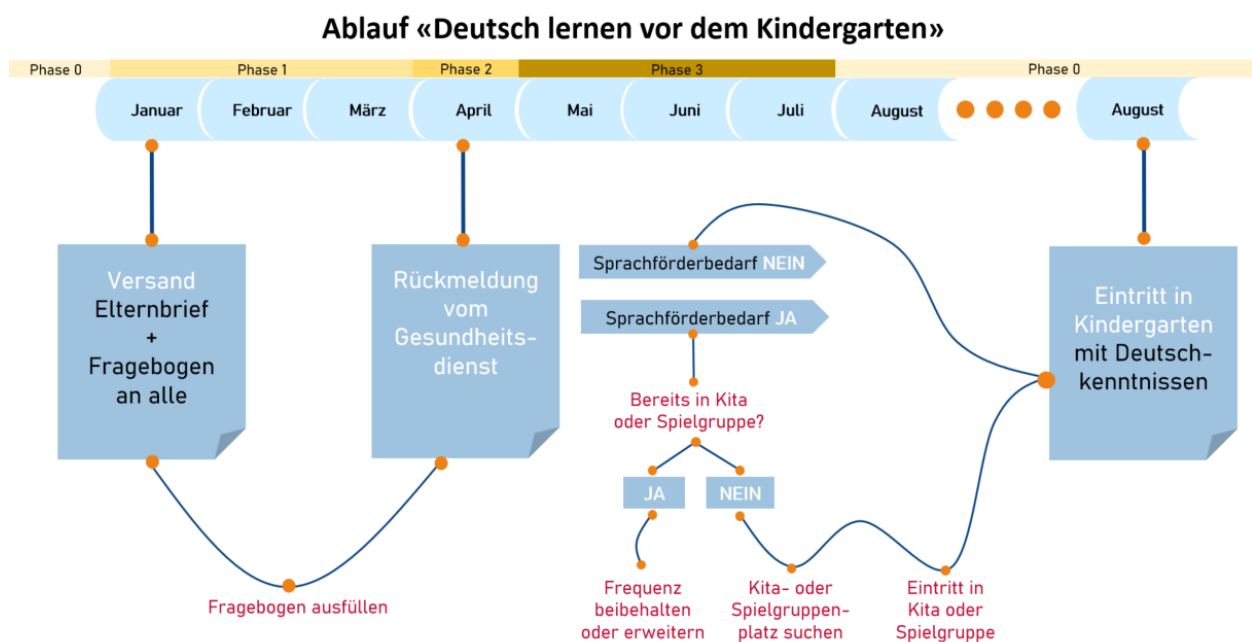 Ablauf «Deutsch lernen vor dem Kindergarten»
Phase 0
Phase 1
Phase 2
Phase 3
Phase 0
Januar
Februar
März
April
Mai
Juni
Juli
August
August
Versand
Elternbrief
+
Fragebogen
an alle
Rückmeldung
vom
Gesundheits-
dienst
Sprachförderbedarf NEIN
Sprachförderbedarf JA
Bereits in Kita
oder Spielgruppe?
JA
NEIN
Eintritt in
Kindergarten
mit Deutsch-
kenntnissen
Fragebogen ausfüllen
Frequenz
beibehalten
oder erweitern
Kita- oder
Spielgruppen-
platz suchen
Eintritt in
Kita oder
Spielgruppe